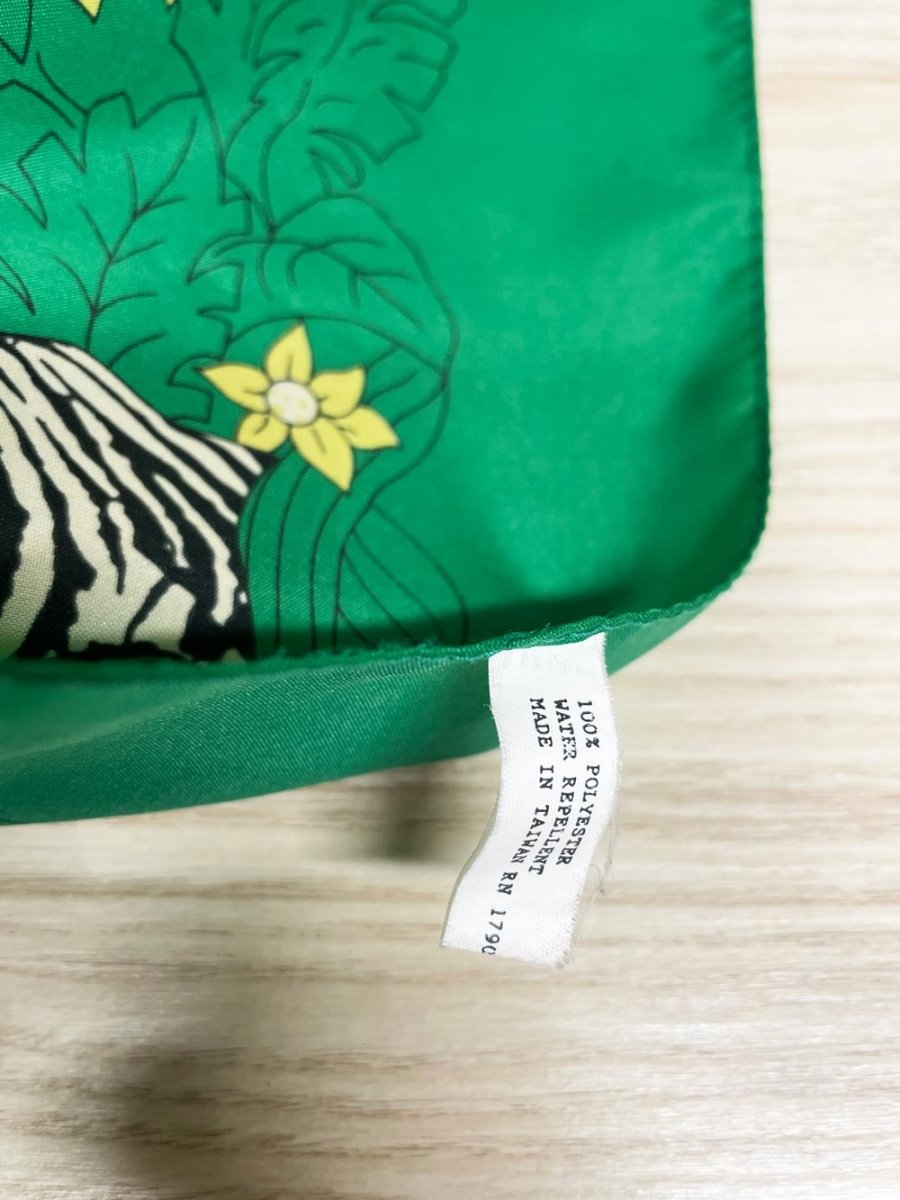 100% POLYESTER
WATER REPELLENT
MADE IN TAIWAN RN 1790